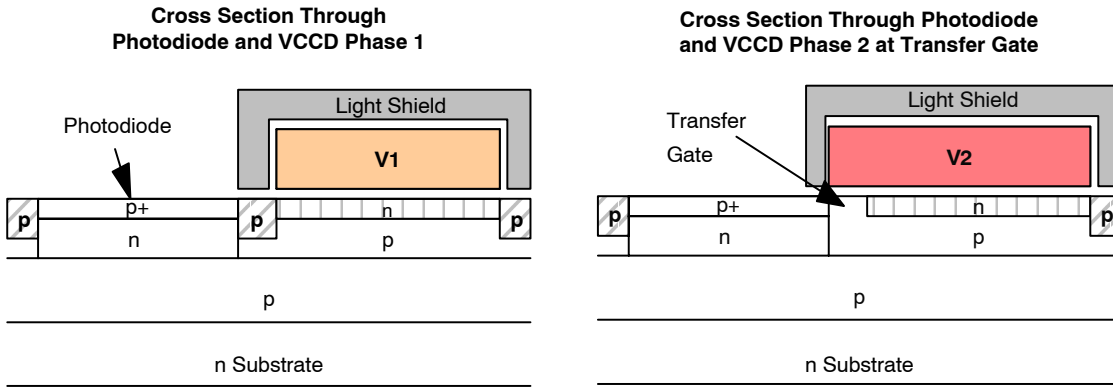 Cross Section Through
Photodiode and VCCD Phase 1
Light Shield
Photodiode
V1
p
p+
p
n
p
n
p
p
n Substrate
Cross Section Through Photodiode
and VCCD Phase 2 at Transfer Gate
Light Shield
Transfer
Gate
V2
p
p+
n
p
n
p
p
n Substrate